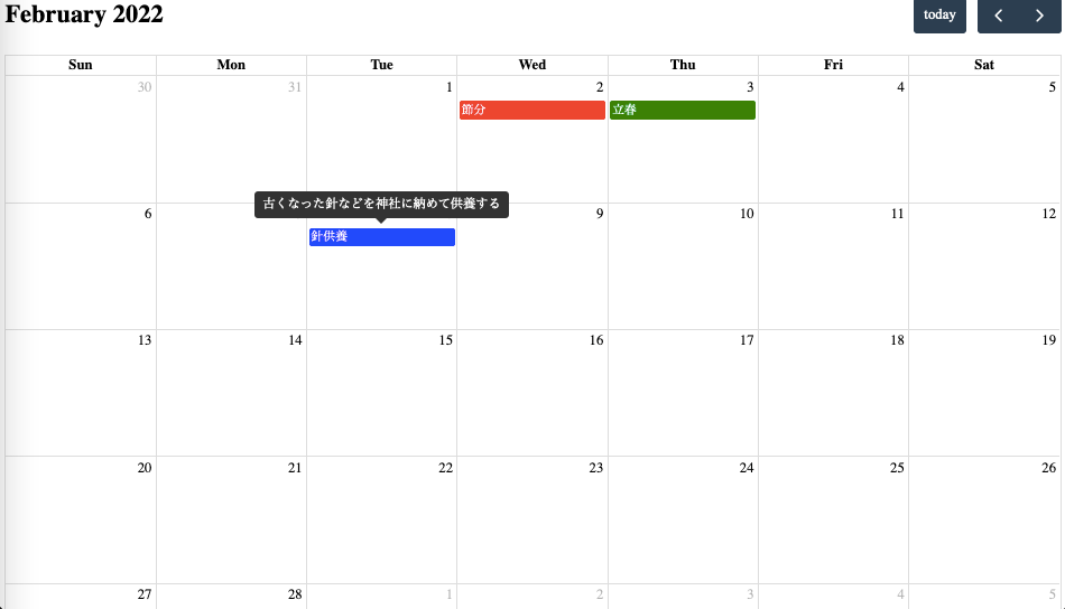 February 2022
today
Sun Mon Tue Wed Thu Fri Sat
30 31 1 2 3 4 5
節分 立春
古くなった針などを神社に納めて供養する
6 9 10 11 12
針供養
13 14 15 16 17 18 19
20 21 22 23 24 25 26
27 28 1 2 3 4 5